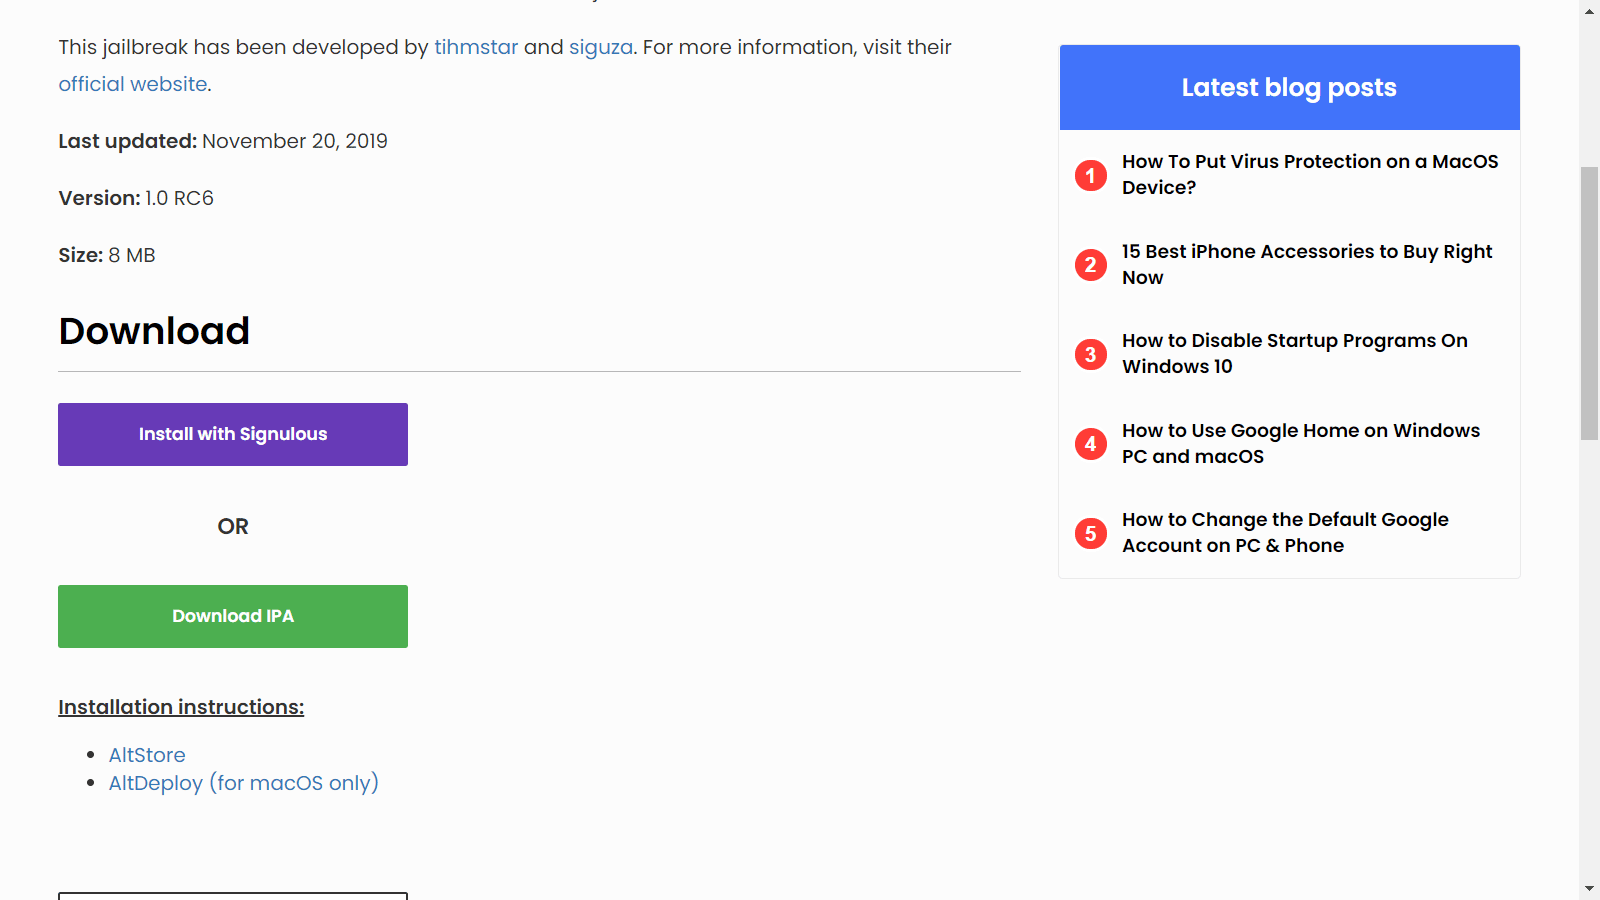 This jailbreak has been developed by tihmstar and siguza. For more information, visit their
official website.
Last updated: November 20, 2019
Version: 1.0 RC6
Size: 8 MB
Download
Install with Signulous
OR
Download IPA
Installation instructions:
AltStore
AltDeploy (for macOS only)
Latest blog posts
1 How To Put Virus Protection on a MacOS
Device?
2 15 Best iPhone Accessories to Buy Right
Now
3 How to Disable Startup Programs On
Windows 10
4 How to Use Google Home on Windows
PC and macOS
5 How to Change the Default Google
Account on PC & Phone